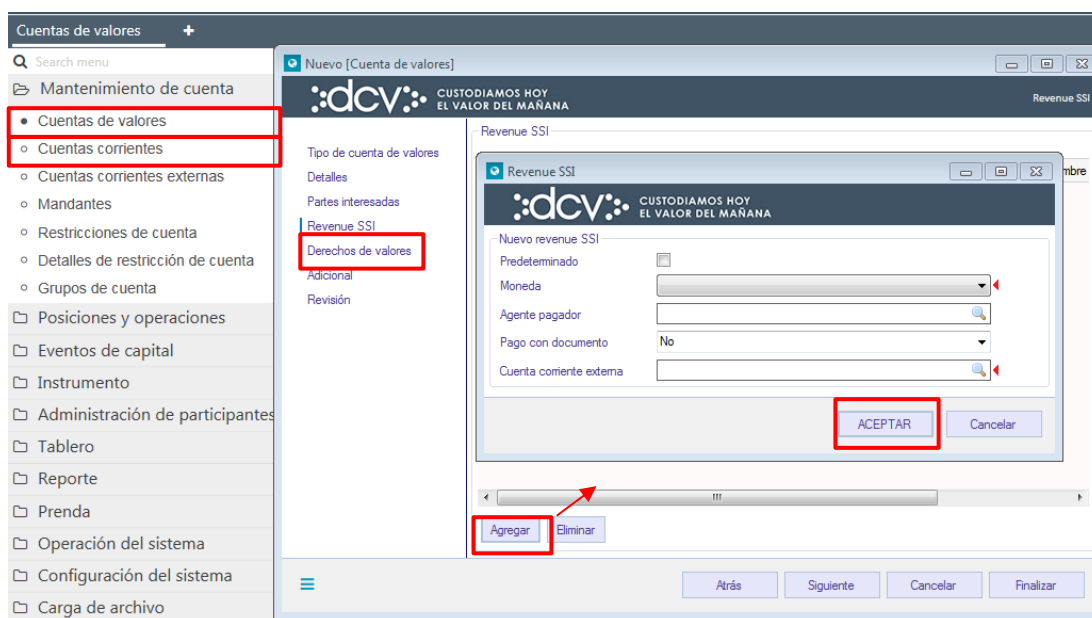 Cuentas de valores +
Search menu
Mantenimiento de cuenta
Cuentas de valores
Cuentas corrientes
Cuentas corrientes externas
Mandantes
Restricciones de cuenta
Detalles de restricción de cuenta
Grupos de cuenta
Posiciones y operaciones
Eventos de capital
Instrumento
Administración de participantes
Tablero
Reporte
Prenda
Operación del sistema
Configuración del sistema
Carga de archivo
Nuevo [Cuenta de valores]
dcv
CUSTODIAMOS HOY
EL VALOR DEL MAÑANA
Revenue SSI
Tipo de cuenta de valores
Detalles
Partes interesadas
Revenue SSI
Derechos de valores
Adicional
Revisión
Revenue SSI
mbre
Revenue SSI
dcv
CUSTODIAMOS HOY
EL VALOR DEL MAÑANA
Nuevo revenue SSI
Predeterminado
Moneda
Agente pagador
Pago con documento No
Cuenta corriente externa
ACEPTAR Cancelar
Agregar Eliminar
Atrás Siguiente Cancelar Finalizar